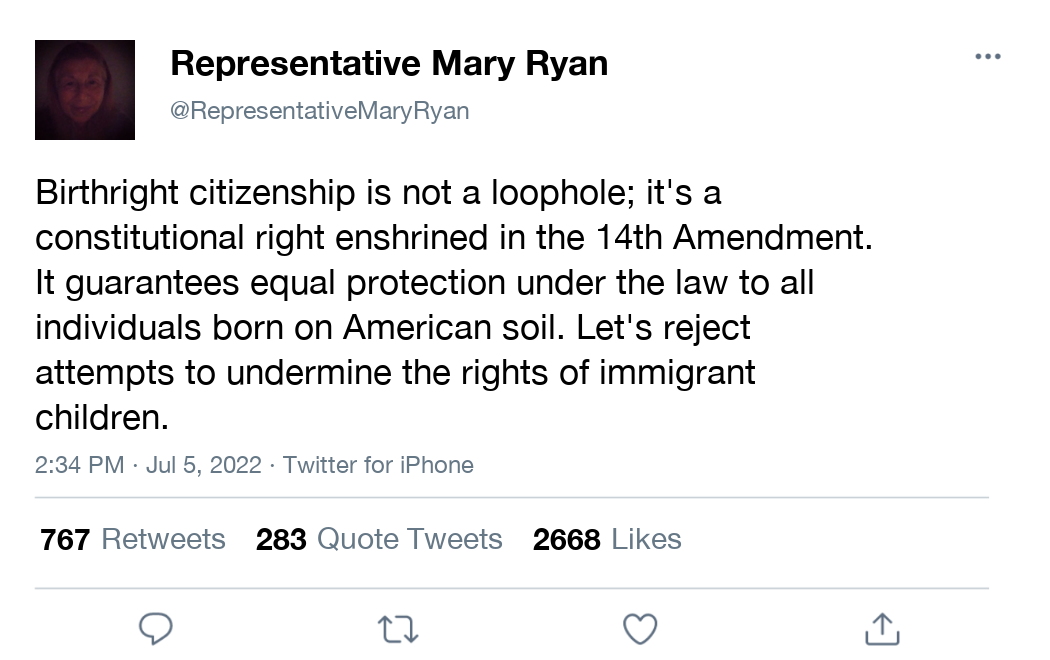 Representative Mary Ryan
@RepresentativeMaryRyan
Birthright citizenship is not a loophole; it's a
constitutional right enshrined in the 14th Amendment.
It guarantees equal protection under the law to all
individuals born on American soil. Let's reject
attempts to undermine the rights of immigrant
children.
2:34 PM · Jul 5, 2022 · Twitter for iPhone
767 Retweets 283 Quote Tweets 2668 Likes